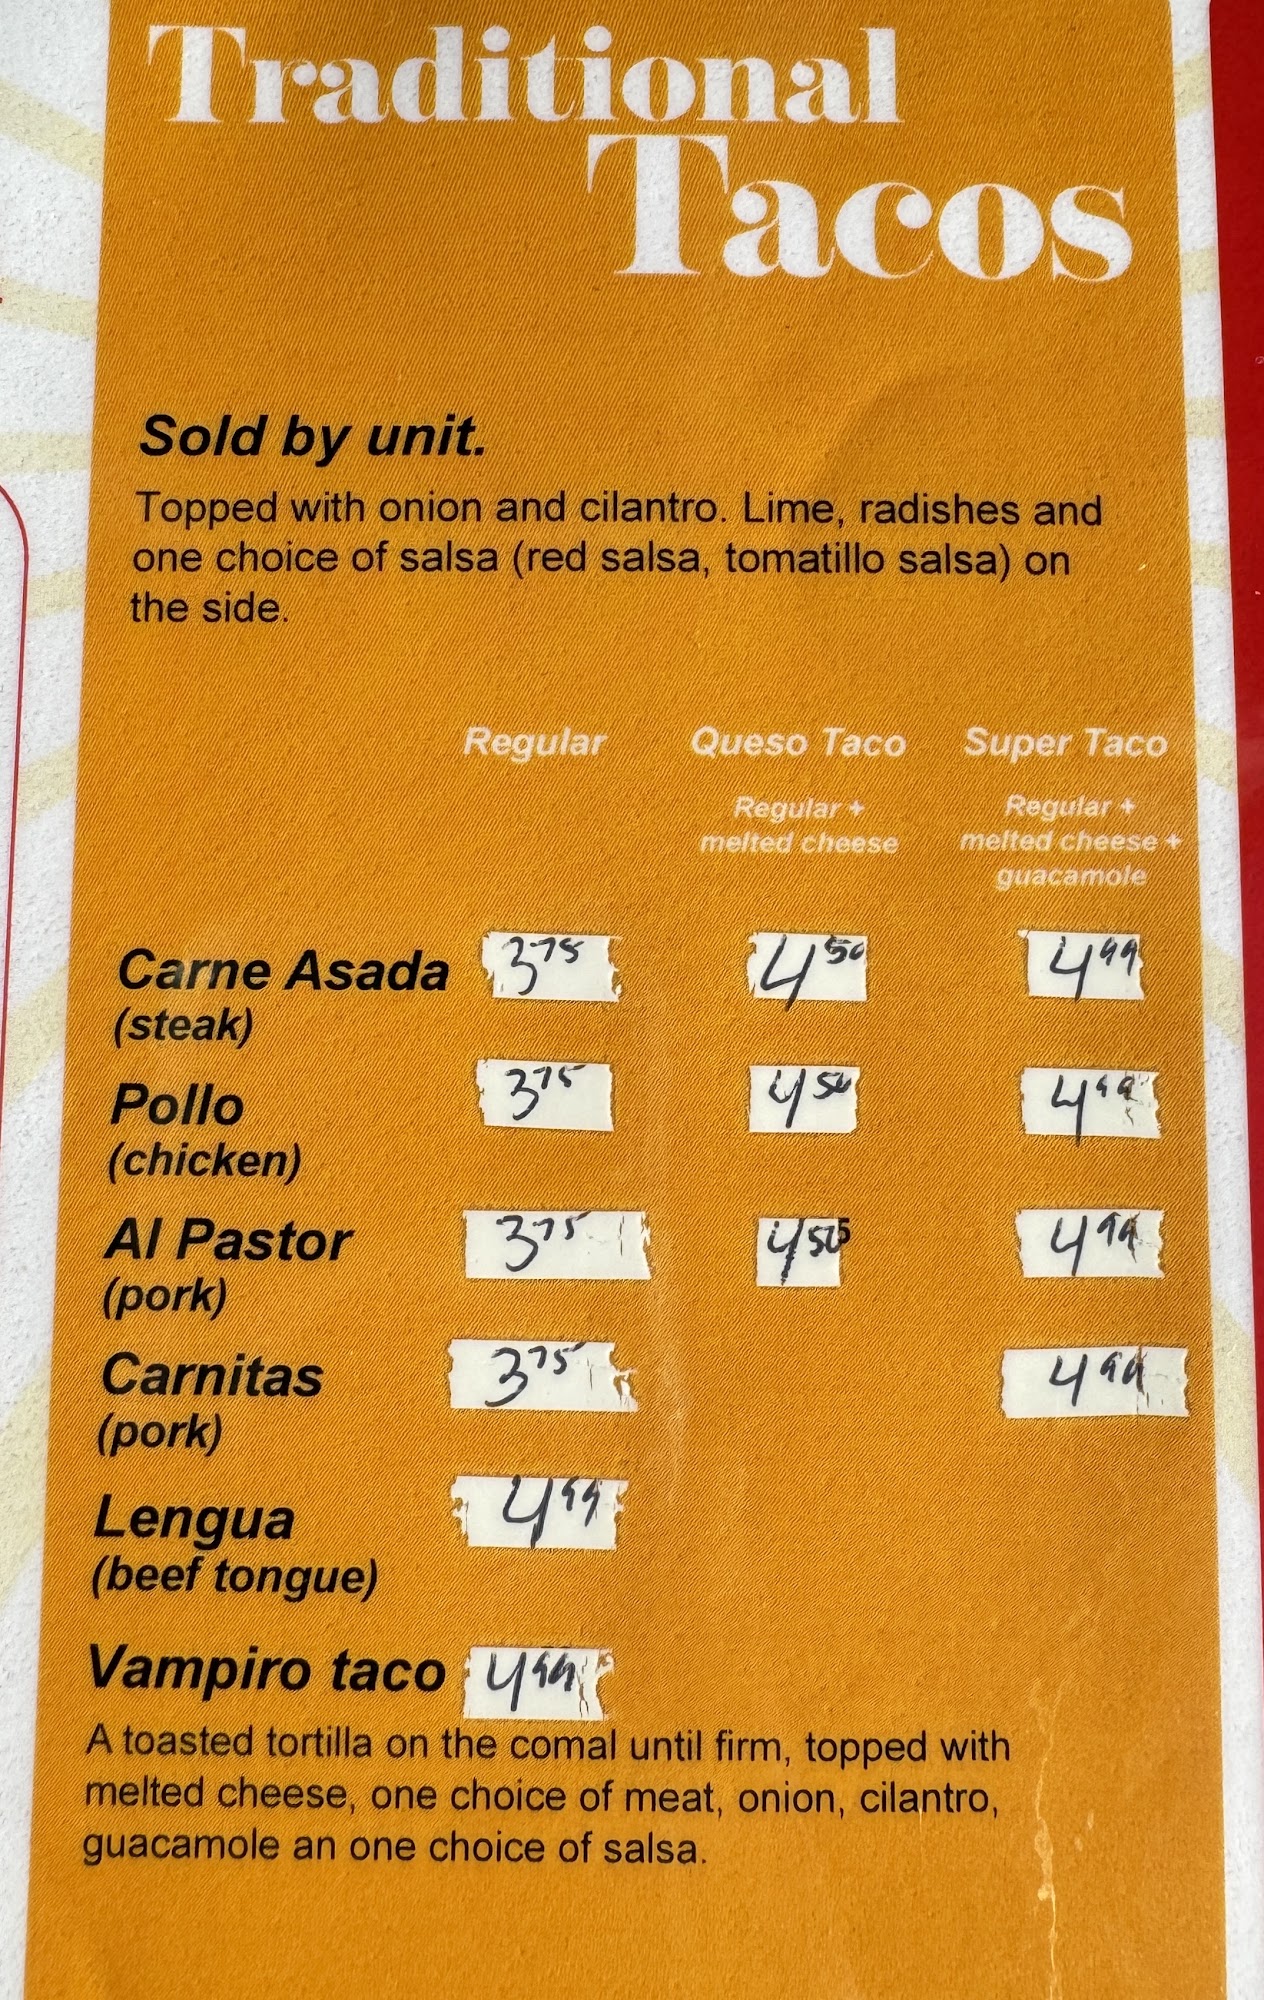 Traditional
Tacos
Sold by unit.
Topped with onion and cilantro. Lime, radishes and
one choice of salsa (red salsa, tomatillo salsa) on
the side.
Regular Queso Taco Super Taco
Regular + Regular +
melted cheese melted cheese +
guacamole
Carne Asada 3.75 4.50 4.99
(steak)
Pollo 3.75 4.50 4.99
(chicken)
Al Pastor 3.75 4.50 4.99
(pork)
Carnitas 3.75 4.99
(pork)
Lengua 4.99
(beef tongue)
Vampiro taco 4.99
A toasted tortilla on the comal until firm, topped with
melted cheese, one choice of meat, onion, cilantro,
guacamole an one choice of salsa.